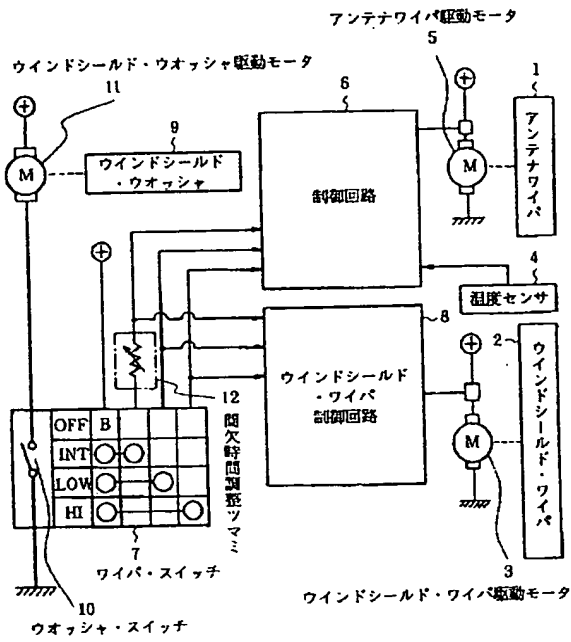 アンテナワイパ駆動モータ
5
ウインドシールド・ウオッシャ駆動モータ
11
6
1
9
M
ウインドシールド
・ウオッシャ
制御回路
M
アンテナワイパ
4
温度センサ
8
2
ウインドシールド
・ワイパ
制御回路
M
ウインドシールド・ワイパ
12
間欠時間調整ツマミ
OFF B
INT
LOW
HI
7
ワイパ・スイッチ
3
ウインドシールド・ワイパ駆動モータ
10
ウオッシャ・スイッチ